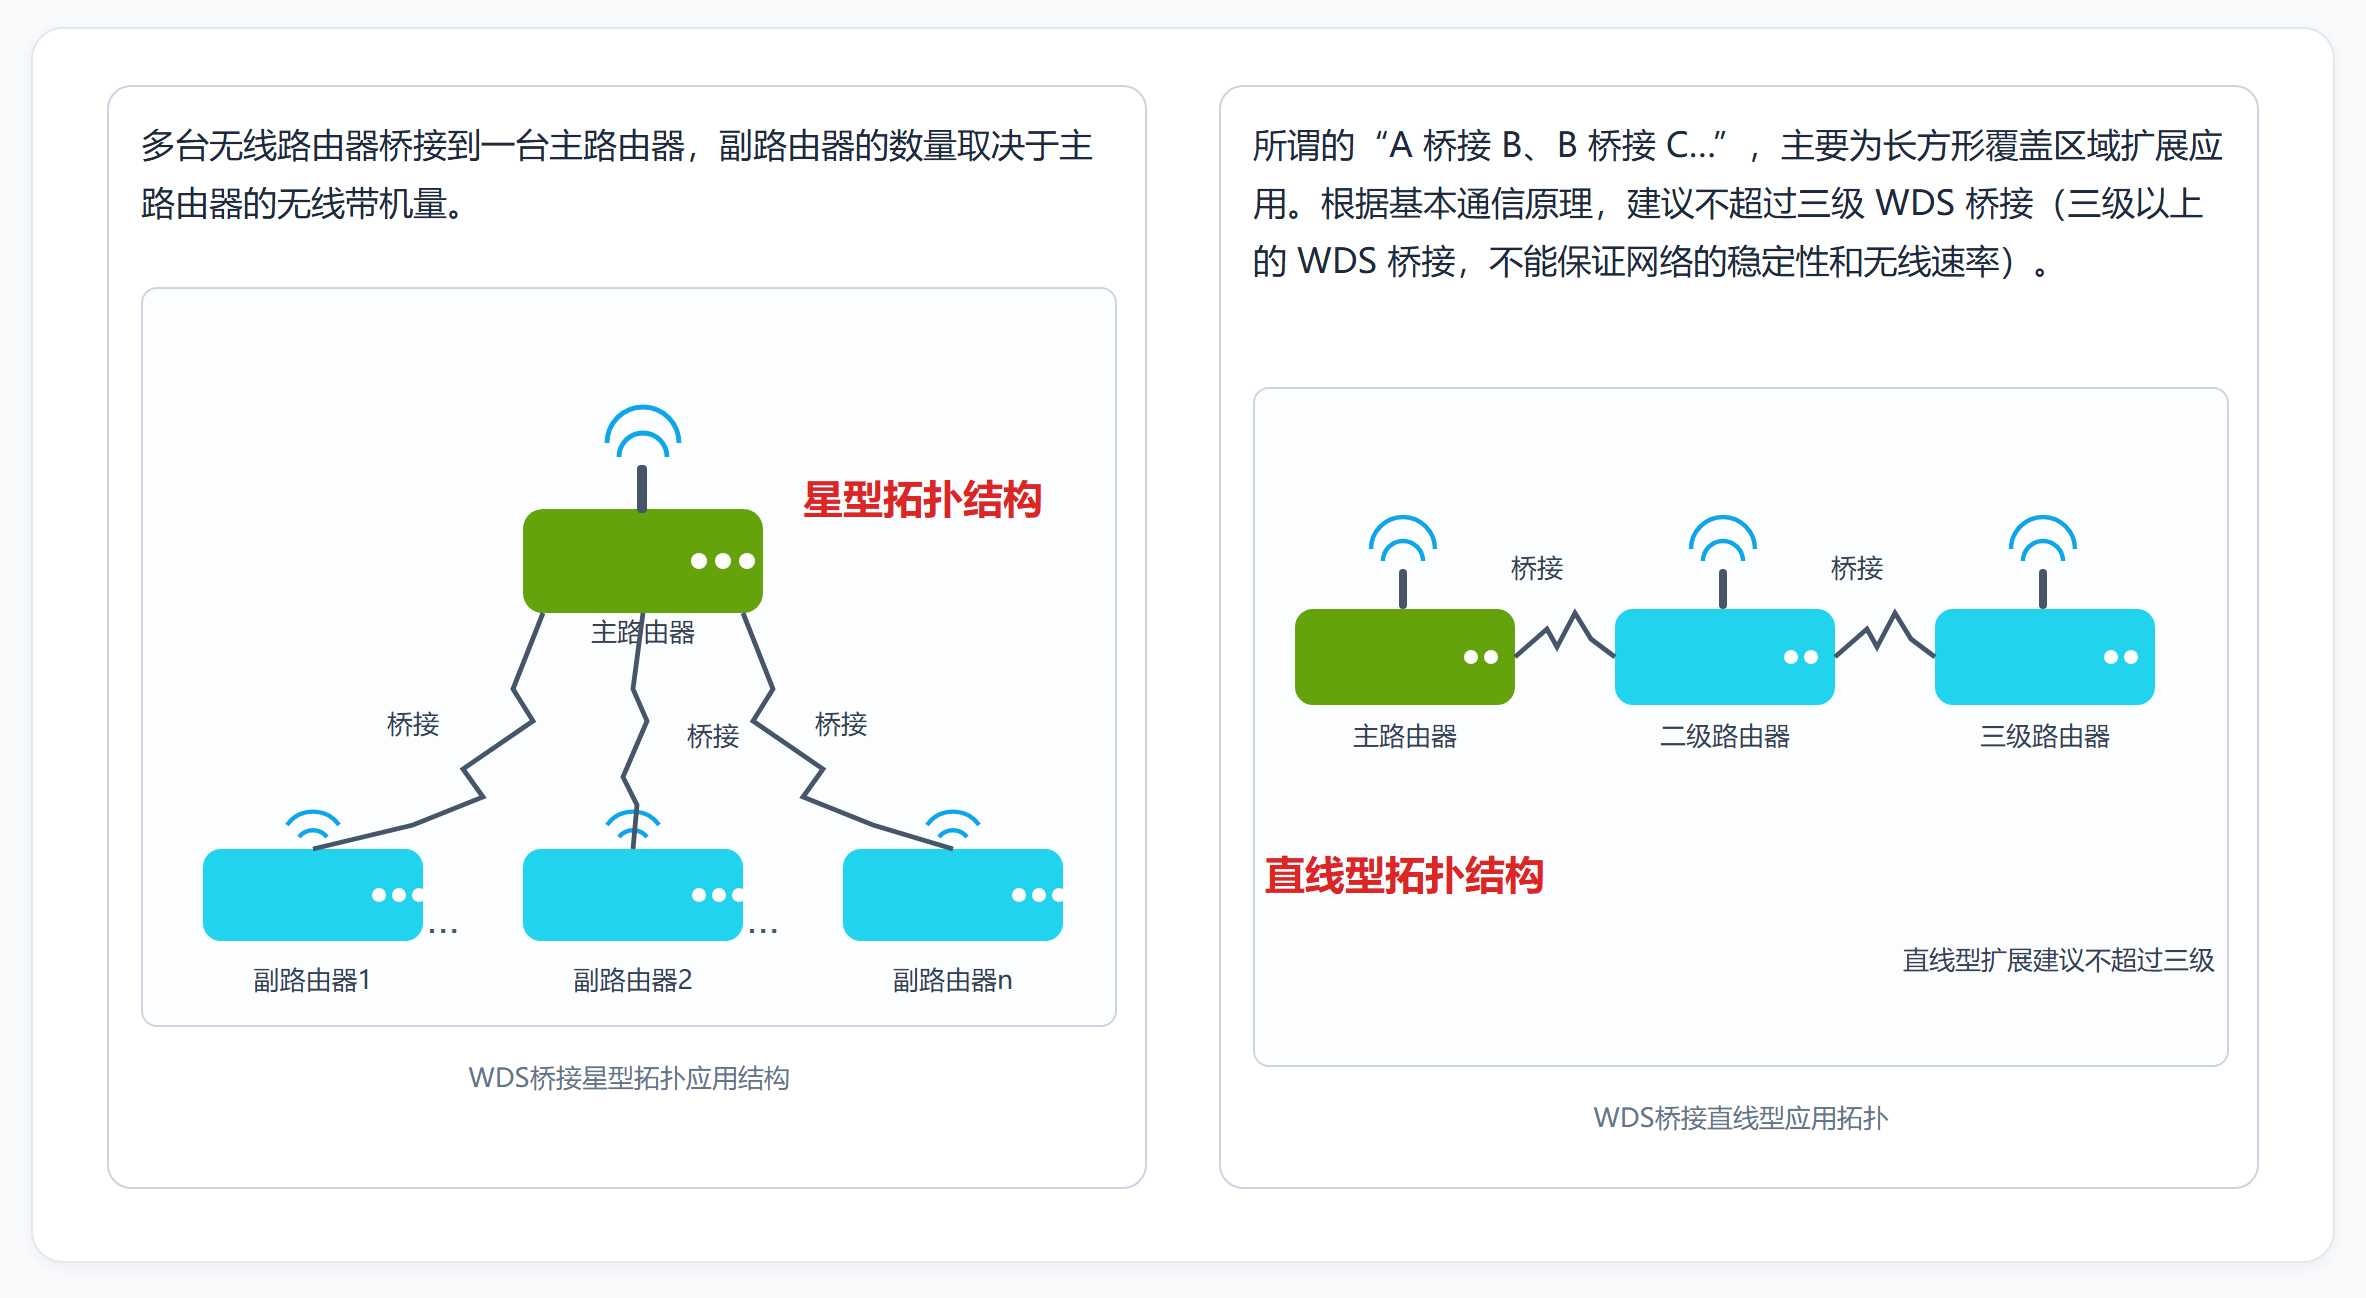 多台无线路由器桥接到一台主路由器，副路由器的数量取决于主
路由器的无线带机量。
星型拓扑结构
主路由器
桥接
桥接
桥接
...
...
副路由器1
副路由器2
副路由器n
WDS桥接星型拓扑应用结构
所谓的“A 桥接 B、B 桥接 C...”，主要为长方形覆盖区域扩展应
用。根据基本通信原理，建议不超过三级 WDS 桥接（三级以上
的 WDS 桥接，不能保证网络的稳定性和无线速率）。
桥接
桥接
主路由器
二级路由器
三级路由器
直线型拓扑结构
直线型扩展建议不超过三级
WDS桥接直线型应用拓扑